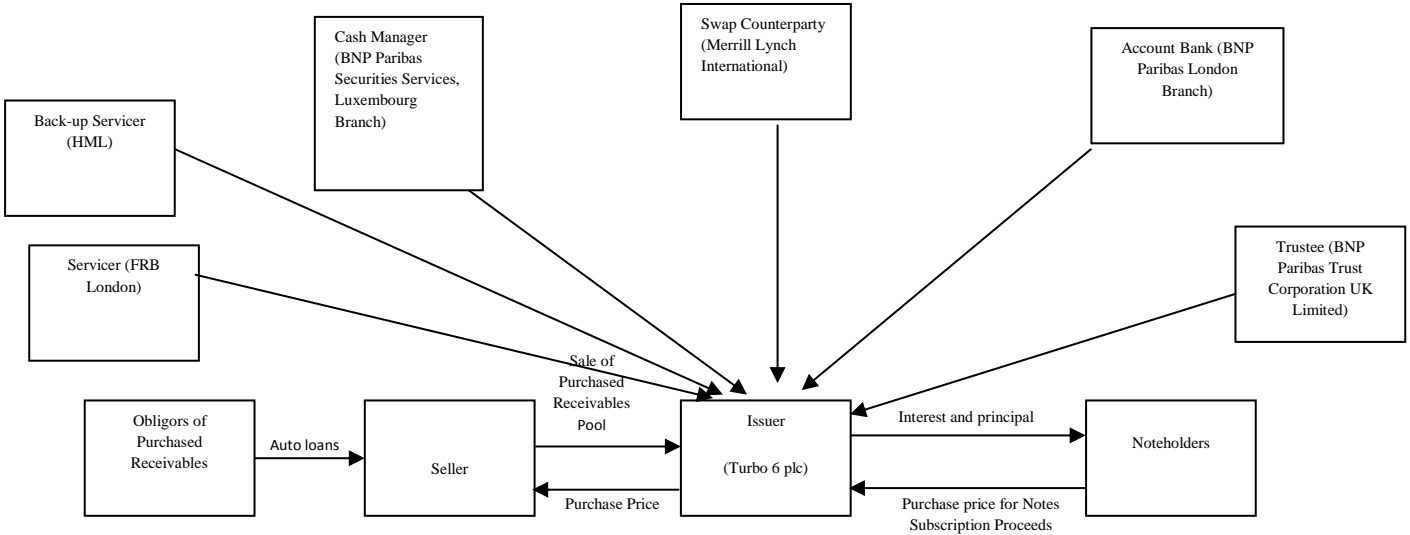 Swap Counterparty
(Merrill Lynch
International)
Cash Manager
(BNP Paribas
Securities Services,
Luxembourg
Branch)
Account Bank (BNP
Paribas London
Branch)
Back-up Servicer
(HML)
Servicer (FRB
London)
Trustee (BNP
Paribas Trust
Corporation UK
Limited)
Obligors of
Purchased
Receivables
Auto loans
Seller
Sale of
Purchased
Receivables
Pool
Purchase Price
Issuer
(Turbo 6 plc)
Interest and principal
Purchase price for Notes
Subscription Proceeds
Noteholders